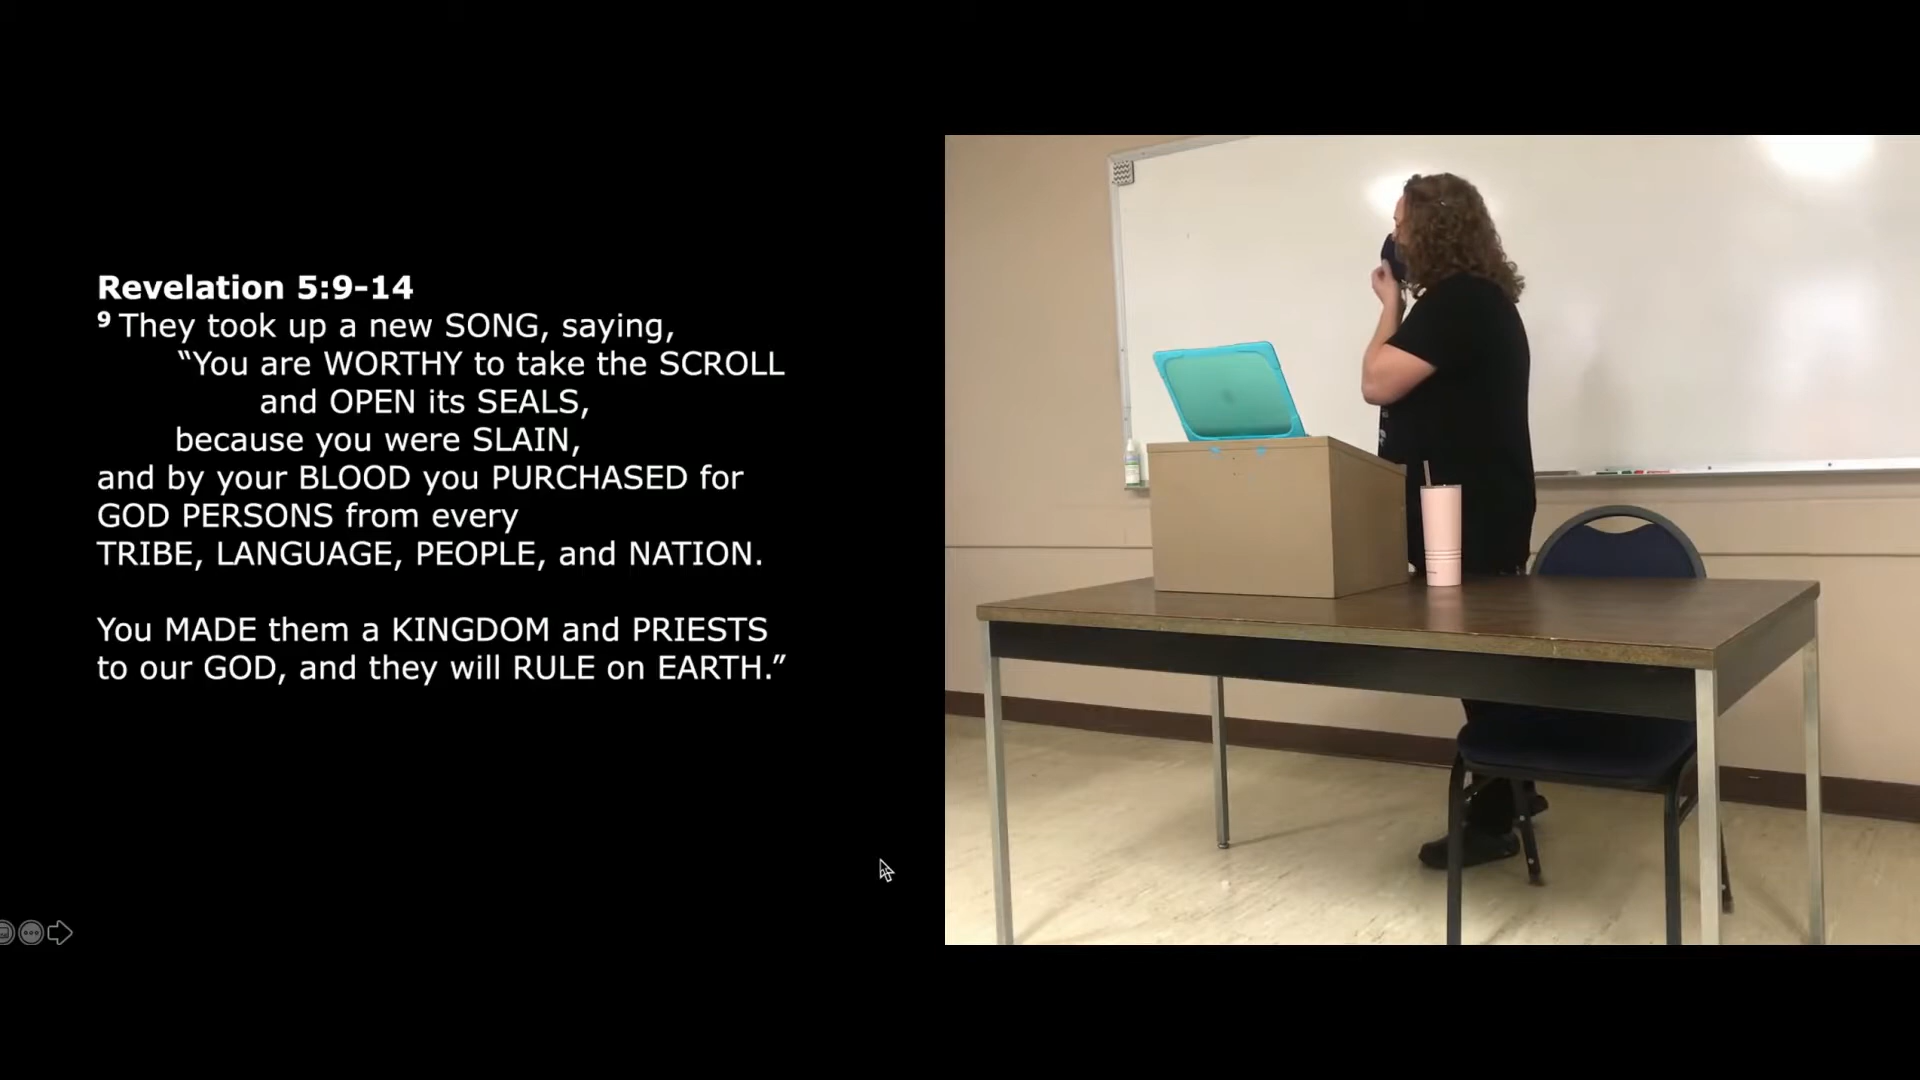 Revelation 5:9-14
9 They took up a new SONG, saying,
“You are WORTHY to take the SCROLL
and OPEN its SEALS,
because you were SLAIN,
and by your BLOOD you PURCHASED for
GOD PERSONS from every
TRIBE, LANGUAGE, PEOPLE, and NATION.
You MADE them a KINGDOM and PRIESTS
to our GOD, and they will RULE on EARTH.”